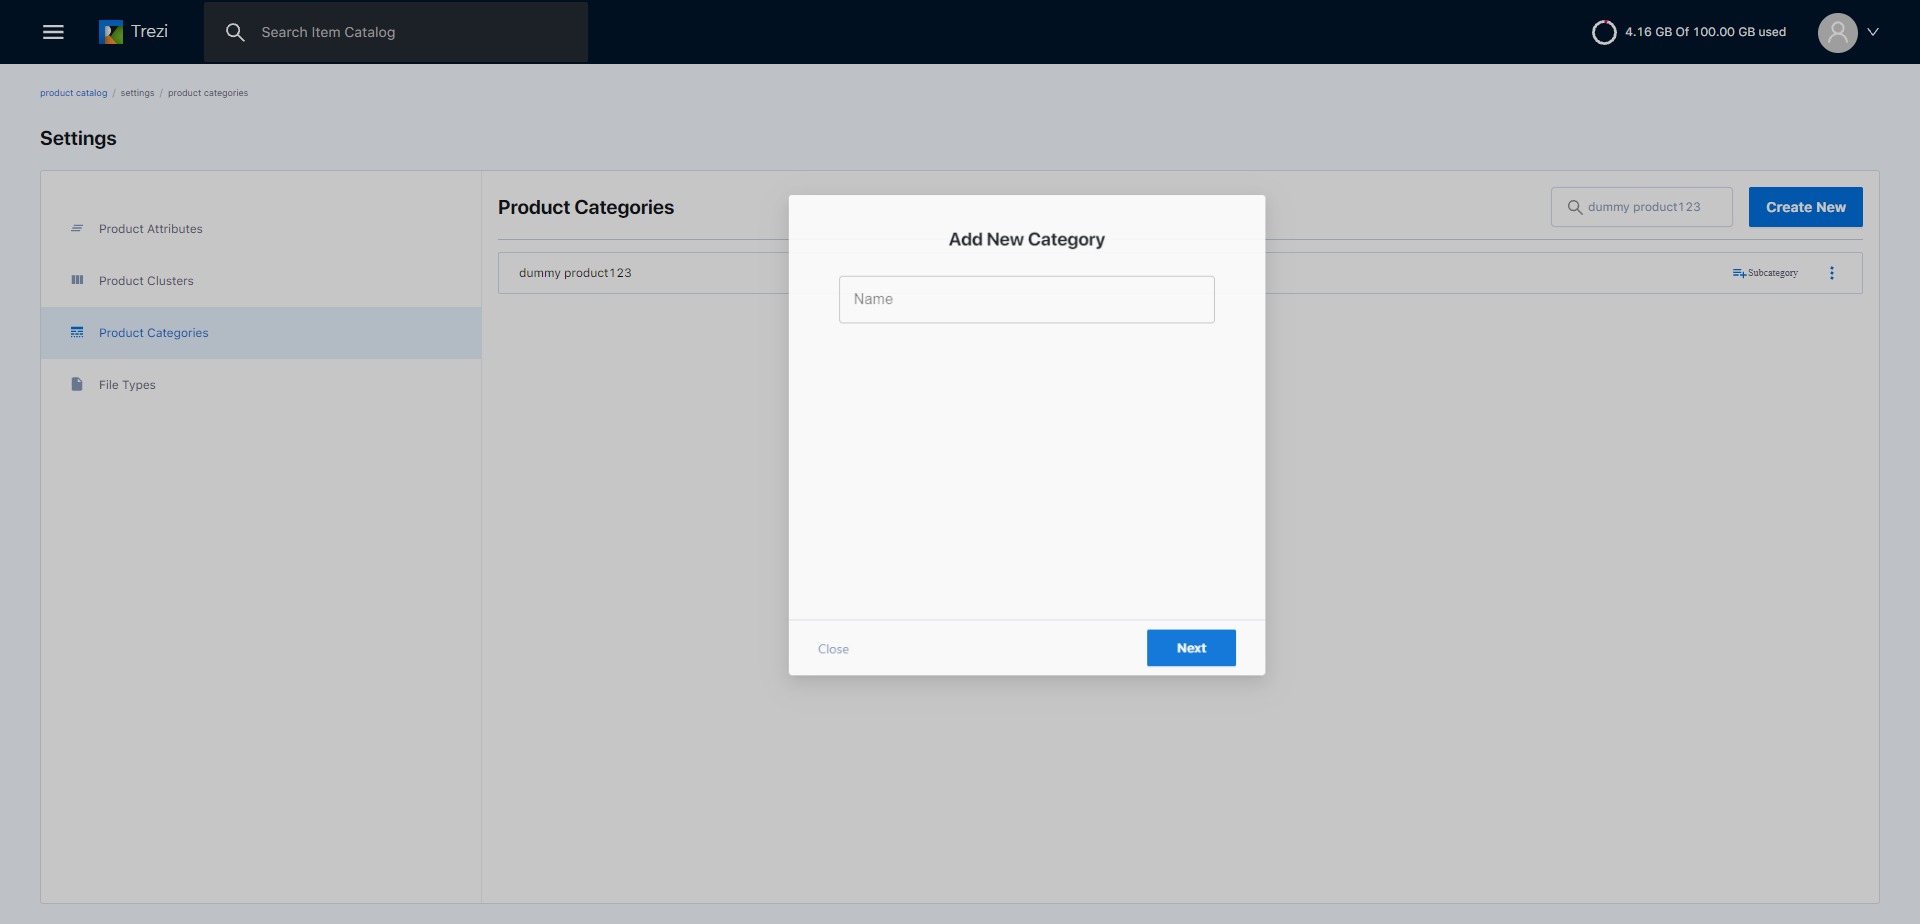 Trezi
Search Item Catalog
4.16 GB Of 100.00 GB used
product catalog / settings / product categories
Settings
Product Attributes
Product Clusters
Product Categories
File Types
Product Categories
dummy product123
Create New
dummy product123
Subcategory
Add New Category
Name
Close
Next